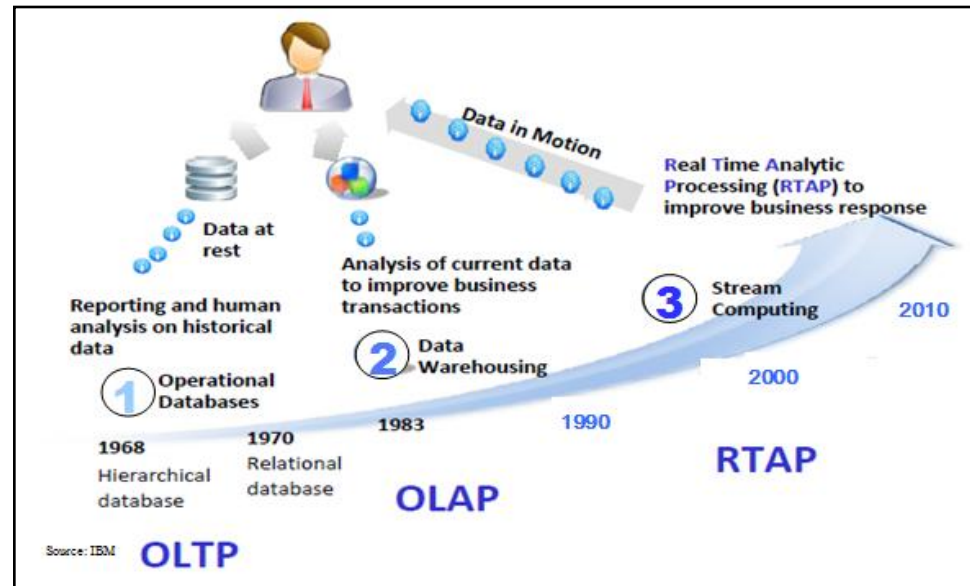 Data in Motion
Real Time Analytic
Processing (RTAP) to
improve business response
Data at
rest
Analysis of current data
to improve business
transactions
Reporting and human
analysis on historical
data
3
Stream
Computing
2010
2
Data
Warehousing
1
Operational
Databases
2000
1990
1983
1970
Relational
database
1968
Hierarchical
database
RTAP
OLAP
Source: IBM
OLTP